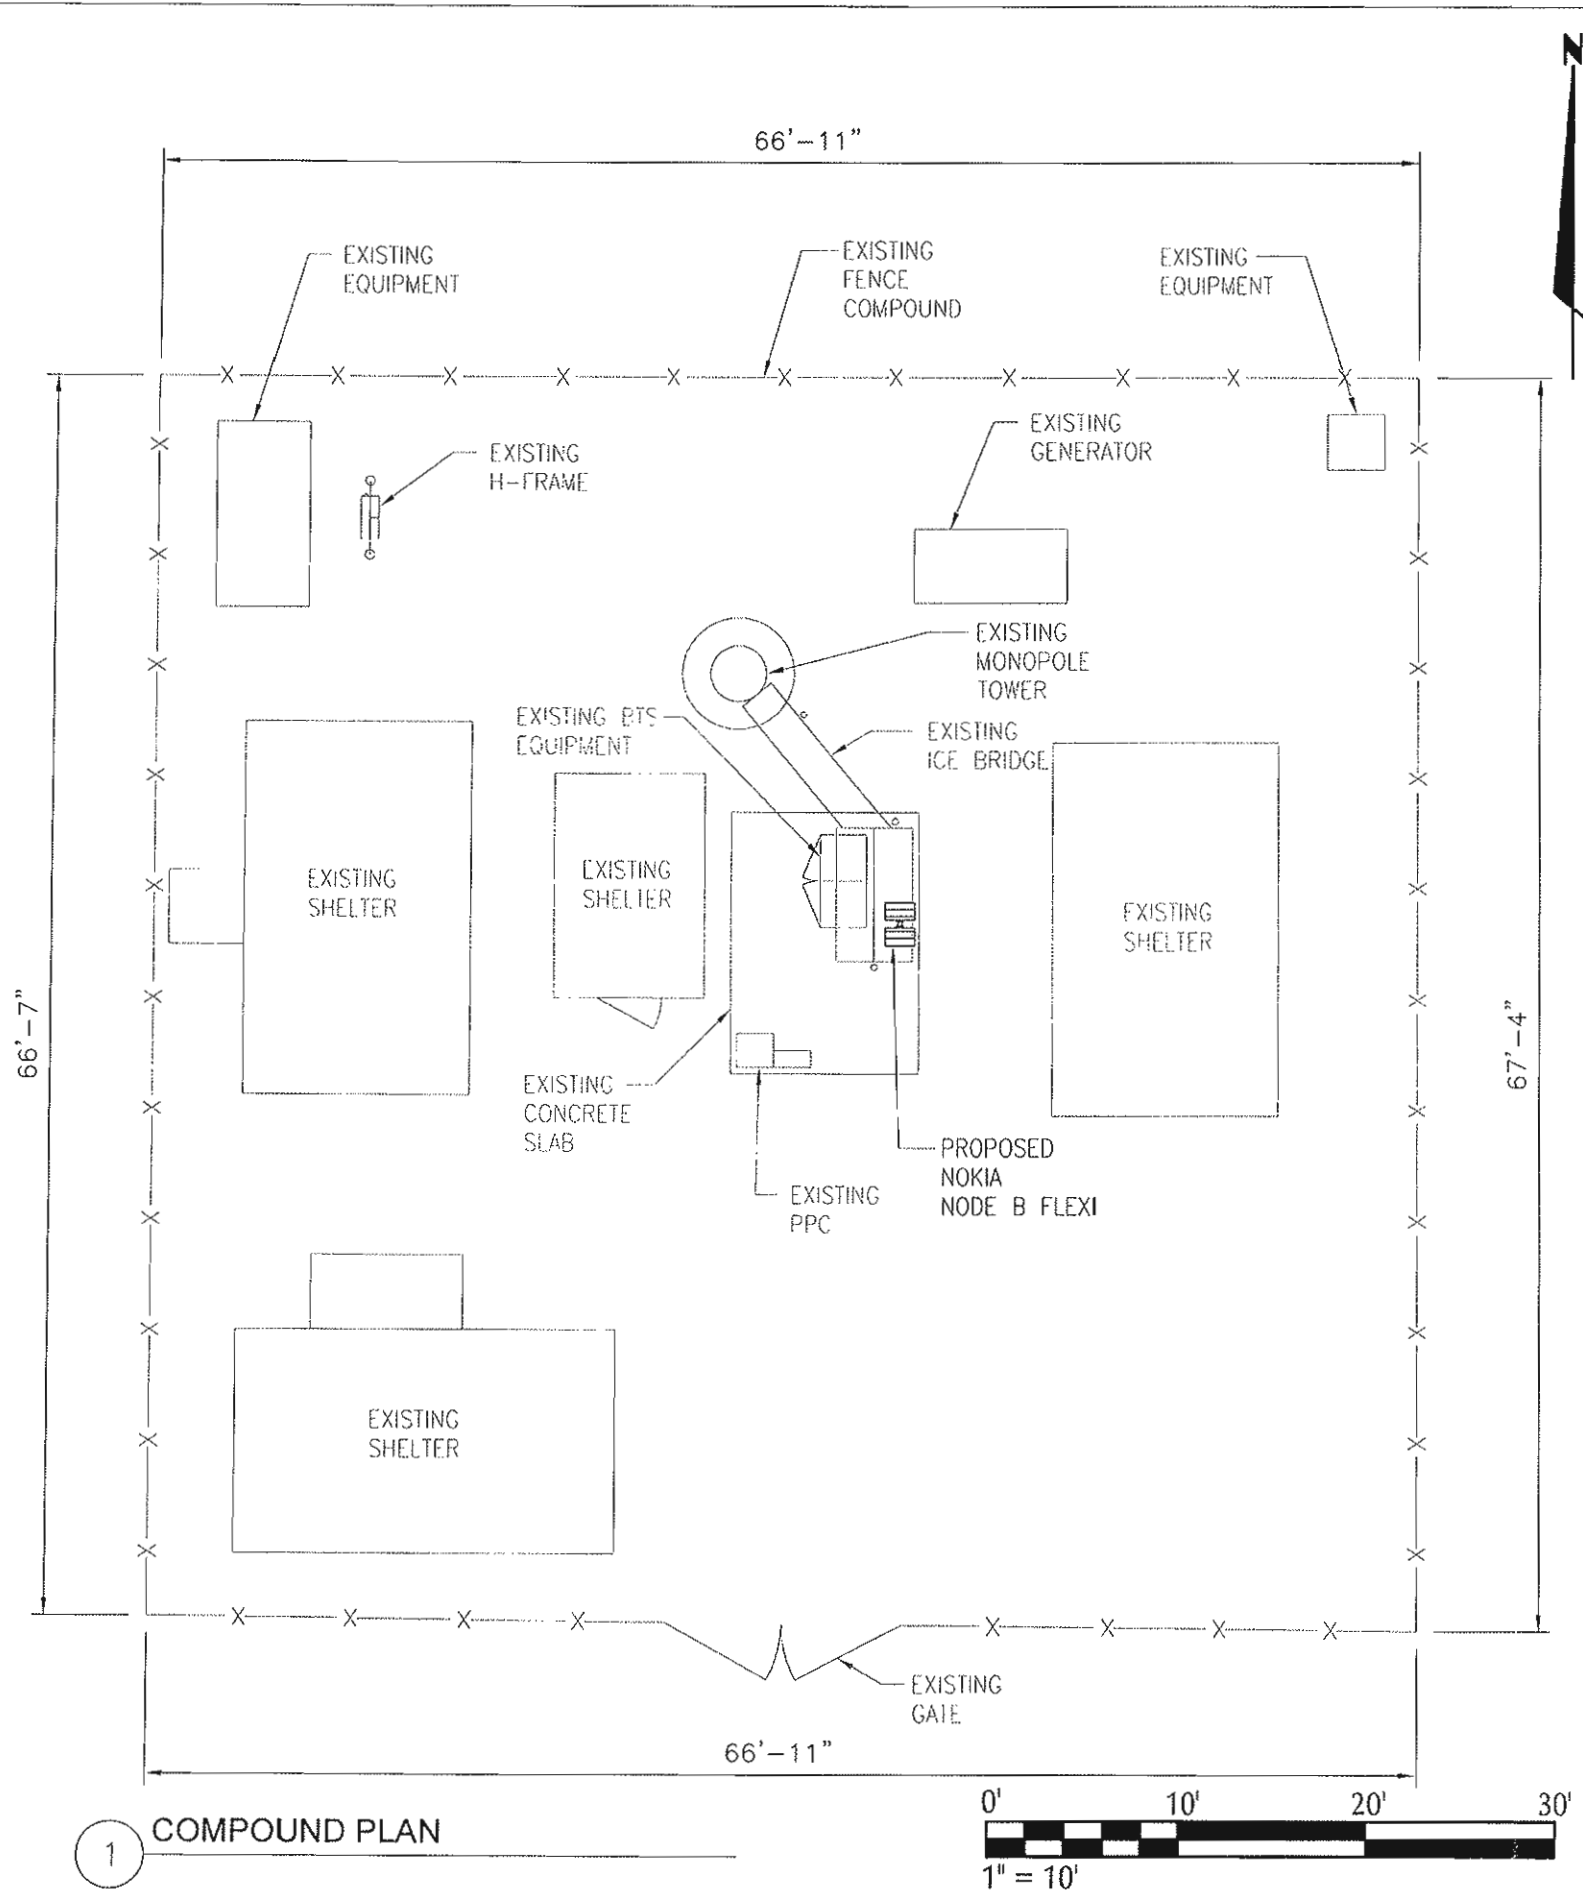 N
66'-11"
EXISTING
EQUIPMENT
EXISTING
FENCE
COMPOUND
EXISTING
EQUIPMENT
EXISTING
H-FRAME
EXISTING
GENERATOR
EXISTING
MONOPOLE
TOWER
EXISTING BTS
EQUIPMENT
EXISTING
ICE BRIDGE
EXISTING
SHELTER
EXISTING
SHELTER
EXISTING
SHELTER
66'-7"
67'-4"
EXISTING
CONCRETE
SLAB
PROPOSED
NOKIA
NODE B FLEXI
EXISTING
PPC
EXISTING
SHELTER
EXISTING
GATE
66'-11"
1
COMPOUND PLAN
0' 10' 20' 30'
1" = 10'